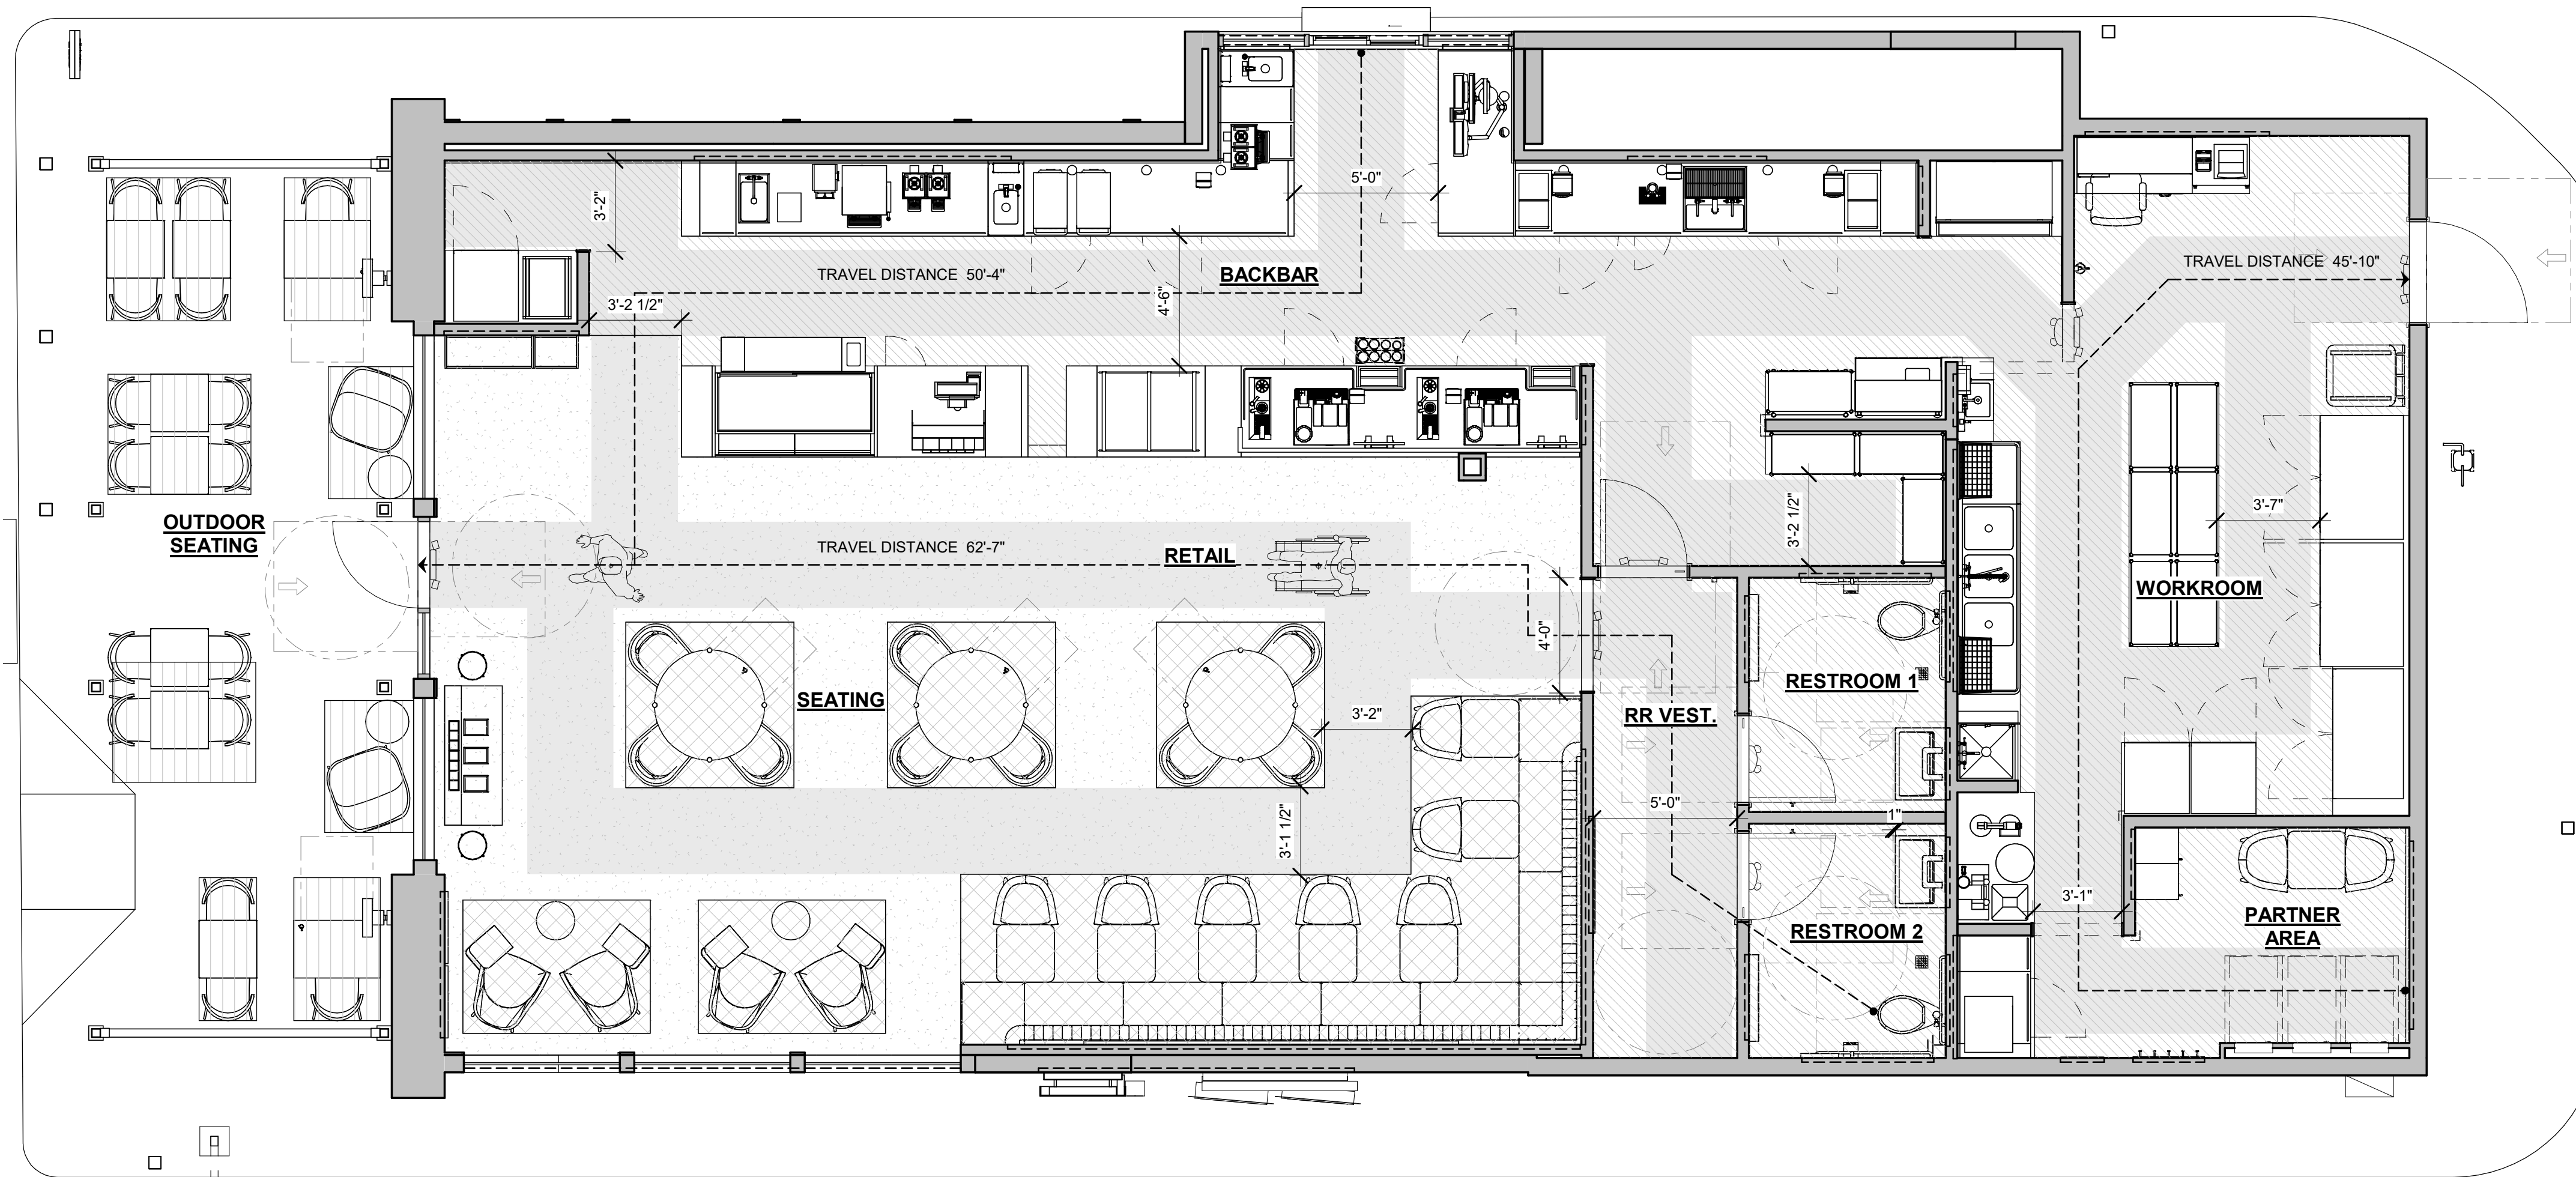 3'-2"
5'-0"
TRAVEL DISTANCE 50'-4"
BACKBAR
TRAVEL DISTANCE 45'-10"
3'-2 1/2"
4'-6"
OUTDOOR
SEATING
3'-2 1/2"
3'-7"
TRAVEL DISTANCE 62'-7"
RETAIL
WORKROOM
4'-0"
SEATING
3'-2"
RR VEST.
RESTROOM 1
3'-1 1/2"
5'-0"
1"
3'-1"
PARTNER
AREA
RESTROOM 2